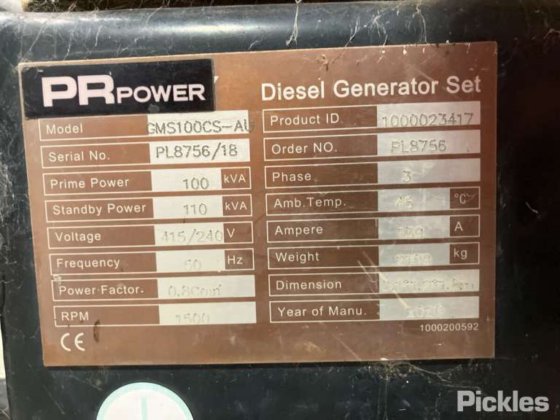 PR POWER
Diesel Generator Set
Model GMS100CS-AU
Product ID 1000023417
Serial No. PL8756/18
Order NO. PL8756
Prime Power 100 kVA
Phase 3
Standby Power 110 kVA
Amb.Temp. °C
Voltage 415/240 V
Ampere A
Frequency 50 Hz
Weight kg
Power Factor.
Dimension
RPM 1500
Year of Manu.
CE
1000200592
Pickles